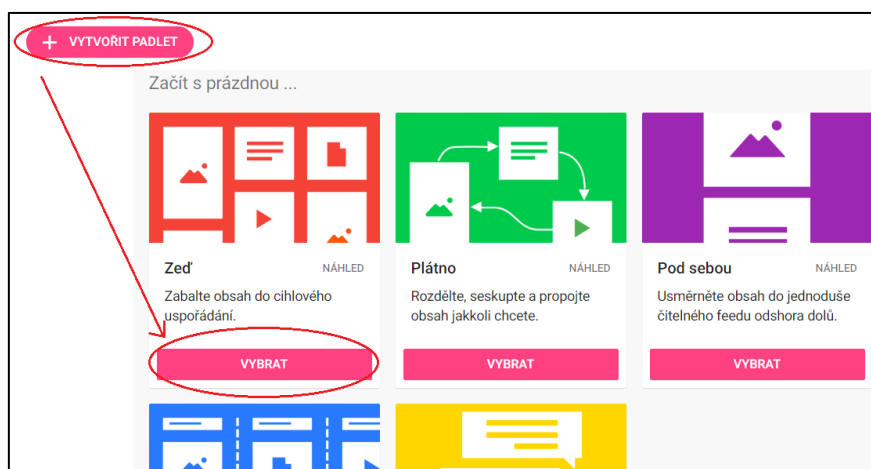 + VYTVOŘIT PADLET
Začít s prázdnou ...
Zeď NÁHLED
Zabalte obsah do cihlového
uspořádání.
VYBRAT
Plátno NÁHLED
Rozdělte, seskupte a propojte
obsah jakkoli chcete.
VYBRAT
Pod sebou NÁHLED
Usměrněte obsah do jednoduše
čitelného feedu odshora dolů.
VYBRAT